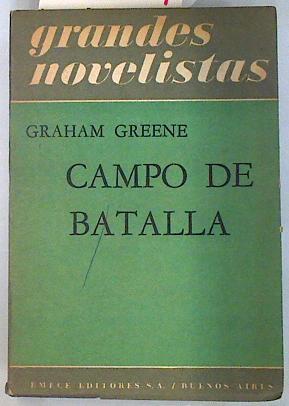 grandes
novelistas
GRAHAM GREENE
CAMPO DE
BATALLA
EMECE EDITORES S.A. / BUENOS AIRES